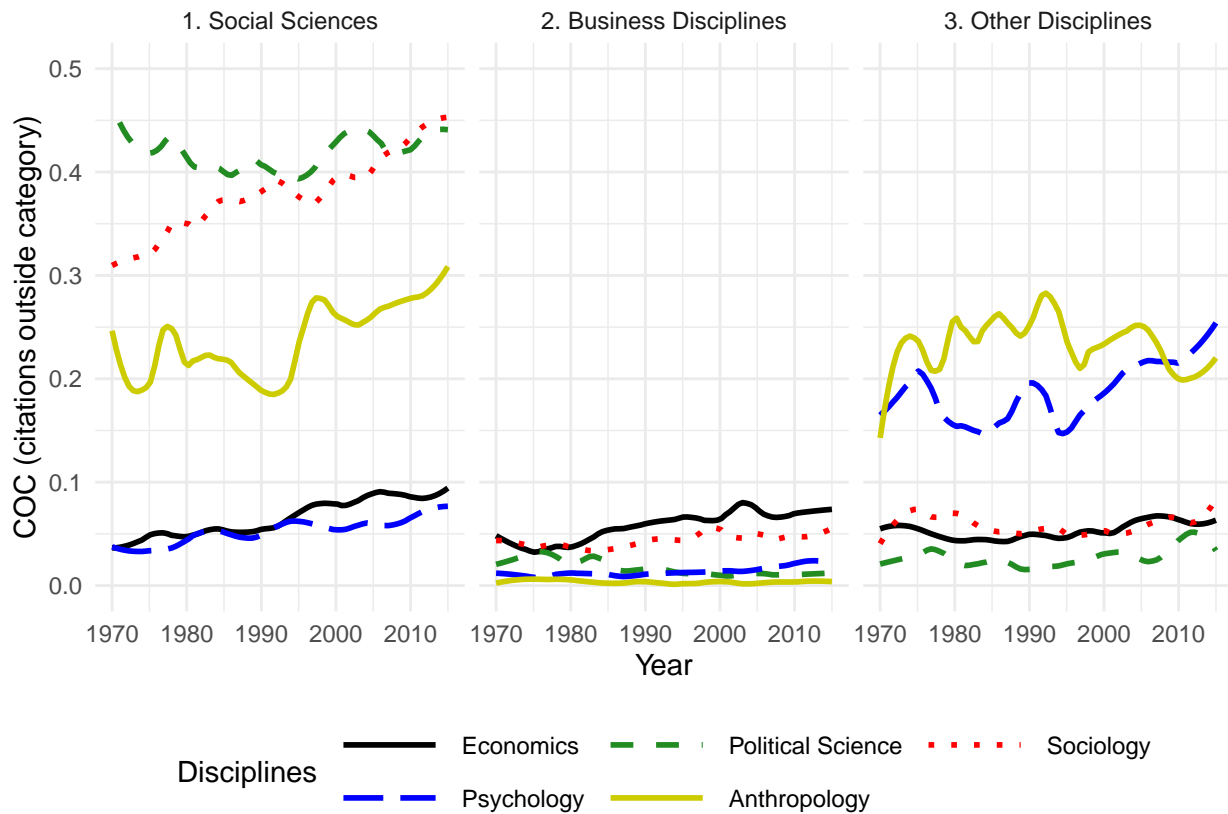 1. Social Sciences 2. Business Disciplines 3. Other Disciplines
COC (citations outside category)
0.5
0.4
0.3
0.2
0.1
0.0
1970 1980 1990 2000 2010 1970 1980 1990 2000 2010 1970 1980 1990 2000 2010
Year
Disciplines
Economics Political Science Sociology
Psychology Anthropology